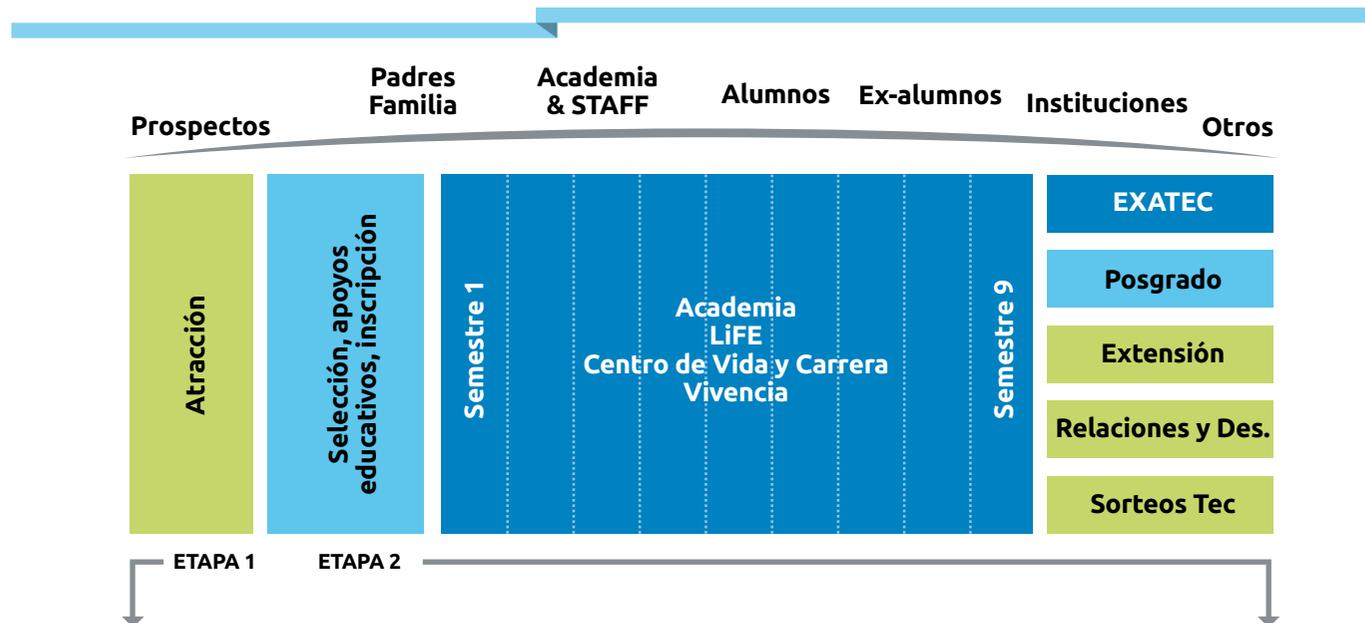 Prospectos
Padres
Familia
Academia
& STAFF
Alumnos
Ex-alumnos
Instituciones
Otros
Atracción
Selección, apoyos
educativos, inscripción
Semestre 1
Academia
LiFE
Centro de Vida y Carrera
Vivencia
Semestre 9
EXATEC
Posgrado
Extensión
Relaciones y Des.
Sorteos Tec
ETAPA 1
ETAPA 2